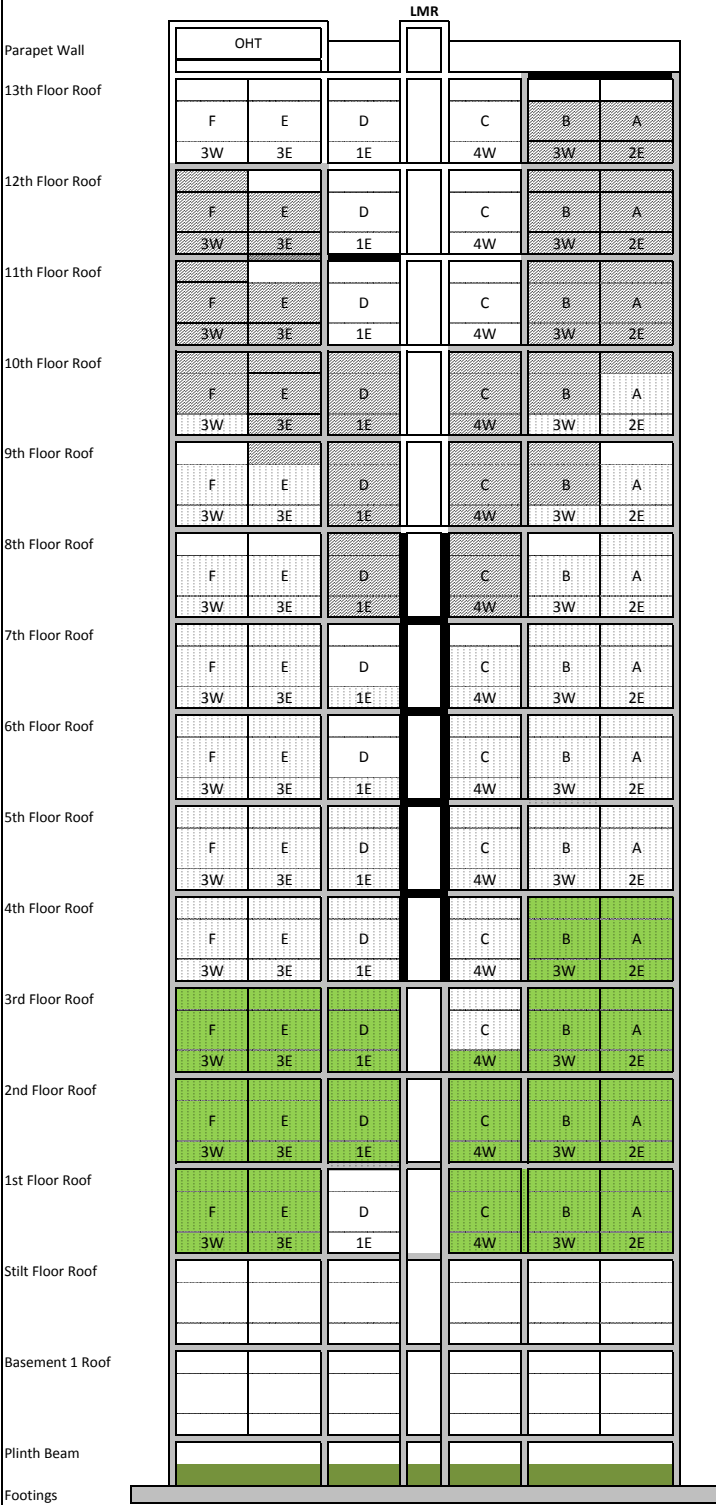 LMR
OHT
Parapet Wall
13th Floor Roof
F E D C B A
3W 3E 1E 4W 3W 2E
12th Floor Roof
F E D C B A
3W 3E 1E 4W 3W 2E
11th Floor Roof
F E D C B A
3W 3E 1E 4W 3W 2E
10th Floor Roof
F E D C B A
3W 3E 1E 4W 3W 2E
9th Floor Roof
F E D C B A
3W 3E 1E 4W 3W 2E
8th Floor Roof
F E D C B A
3W 3E 1E 4W 3W 2E
7th Floor Roof
F E D C B A
3W 3E 1E 4W 3W 2E
6th Floor Roof
F E D C B A
3W 3E 1E 4W 3W 2E
5th Floor Roof
F E D C B A
3W 3E 1E 4W 3W 2E
4th Floor Roof
F E D C B A
3W 3E 1E 4W 3W 2E
3rd Floor Roof
F E D C B A
3W 3E 1E 4W 3W 2E
2nd Floor Roof
F E D C B A
3W 3E 1E 4W 3W 2E
1st Floor Roof
F E D C B A
3W 3E 1E 4W 3W 2E
Stilt Floor Roof
Basement 1 Roof
Plinth Beam
Footings